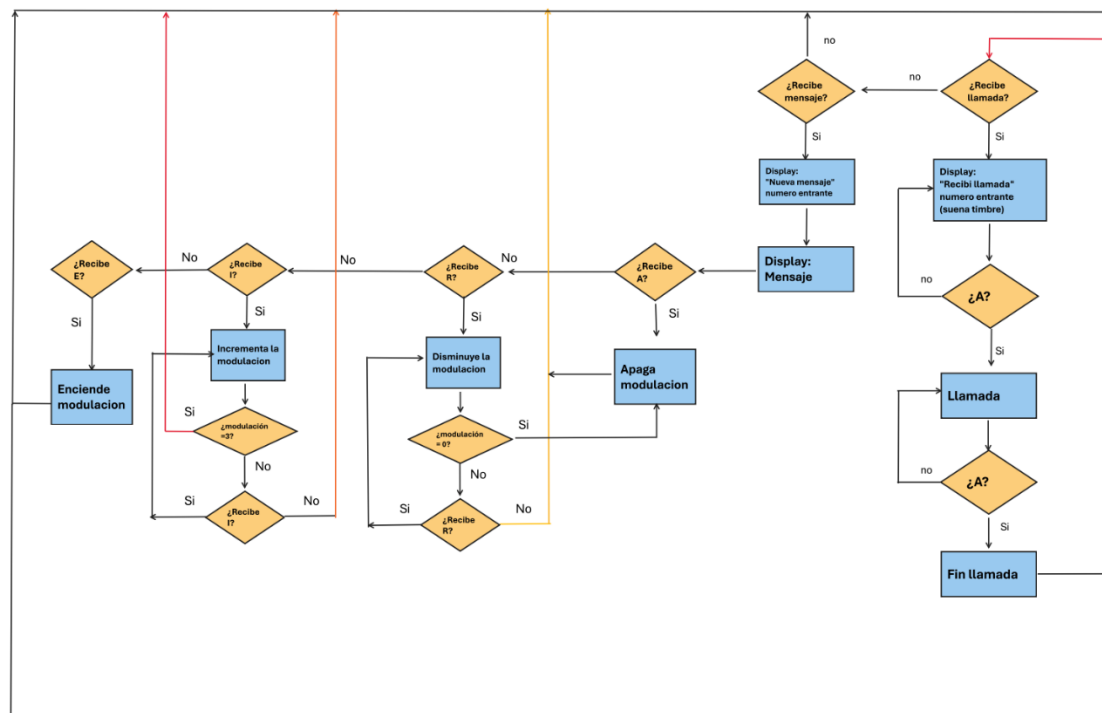 no
¿Recibe
mensaje?
no
¿Recibe
llamada?
Si
Si
Display:
"Nueva mensaje"
numero entrante
Display:
"Recibi llamada"
numero entrante
(suena timbre)
¿Recibe
E?
No
¿Recibe
I?
No
¿Recibe
R?
No
¿Recibe
A?
Display:
Mensaje
no
¿A?
Si
Si
Si
Si
Si
Enciende
modulacion
Incrementa la
modulacion
Disminuye la
modulacion
Apaga
modulacion
Llamada
Si
¿modulación
=3?
¿modulación
= 0?
Si
No
No
no
¿A?
Si
¿Recibe
I?
No
Si
¿Recibe
R?
No
Si
Fin llamada